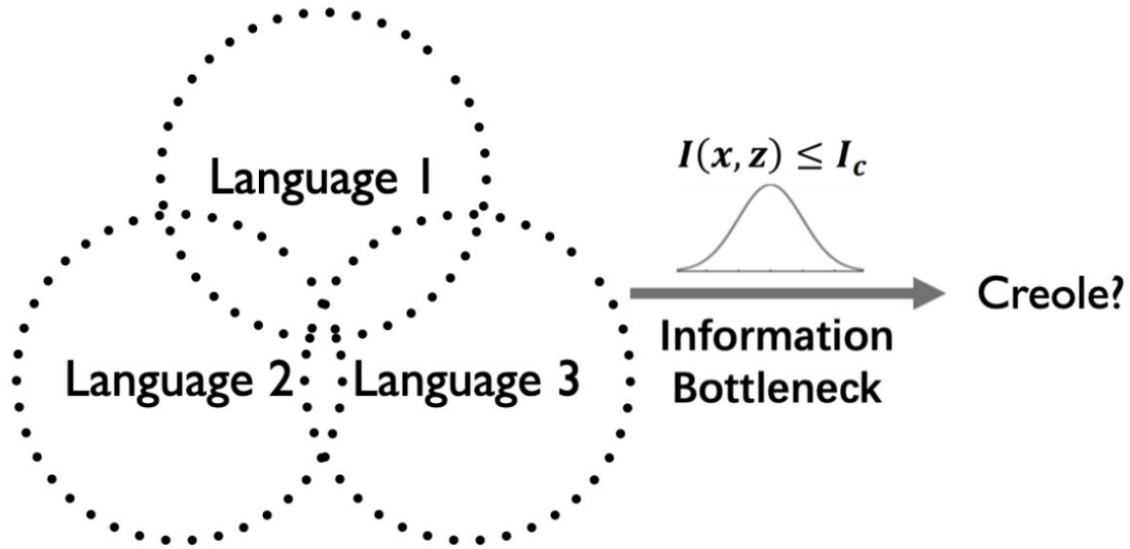 Language 1
I(x, z) ≤ I_c
Creole?
Information
Bottleneck
Language 2
Language 3